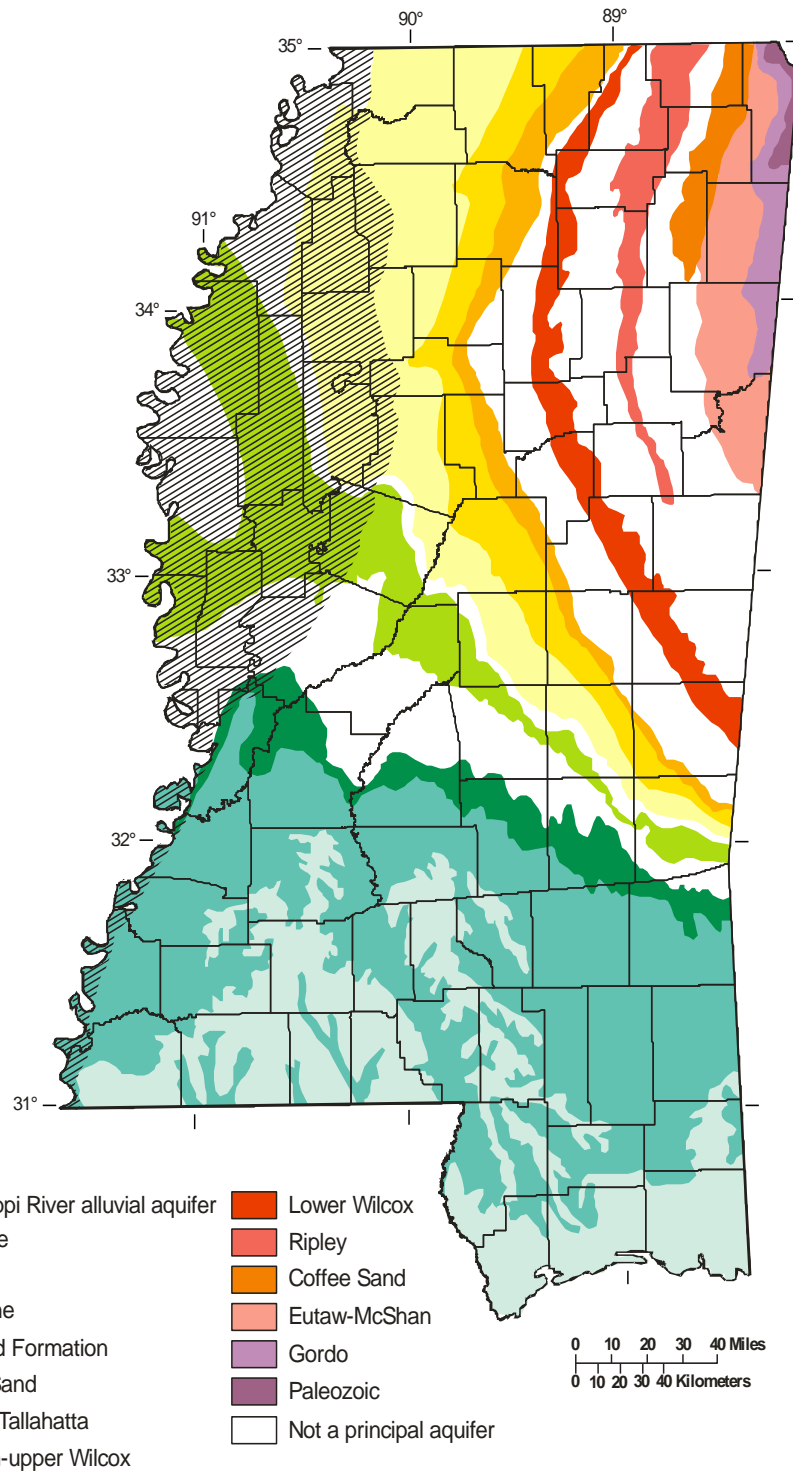 90°
89°
35°
91°
34°
33°
32°
31°
opi River alluvial aquifer
e
ne
d Formation
Sand
Tallahatta
n-upper Wilcox
Lower Wilcox
Ripley
Coffee Sand
Eutaw-McShan
Gordo
Paleozoic
Not a principal aquifer
0 10 20 30 40 Miles
0 10 20 30 40 Kilometers